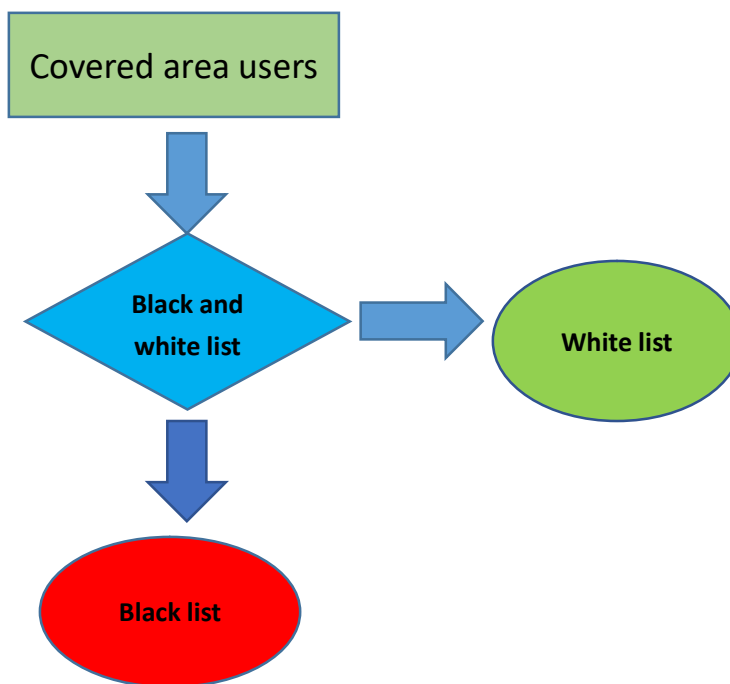 Covered area users
Black and
white list
White list
Black list